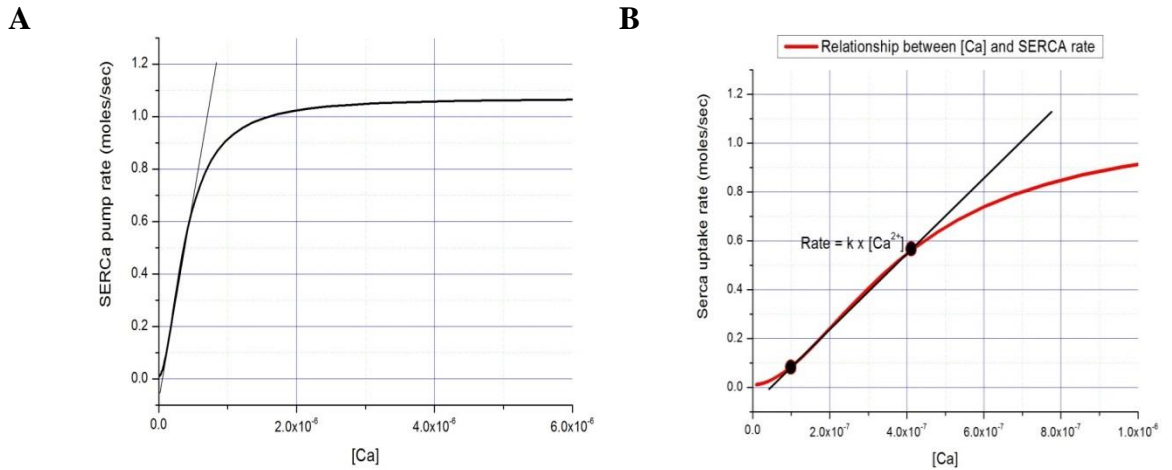 A
SERCa pump rate (moles/sec)
1.2
1.0
0.8
0.6
0.4
0.2
0.0
0.0 2.0x10⁻⁶ 4.0x10⁻⁶ 6.0x10⁻⁶
[Ca]
B
Relationship between [Ca] and SERCA rate
Serca uptake rate (moles/sec)
1.2
1.0
0.8
0.6
0.4
0.2
0.0
Rate = k x [Ca²⁺]
0.0 2.0x10⁻⁷ 4.0x10⁻⁷ 6.0x10⁻⁷ 8.0x10⁻⁷ 1.0x10⁻⁶
[Ca]